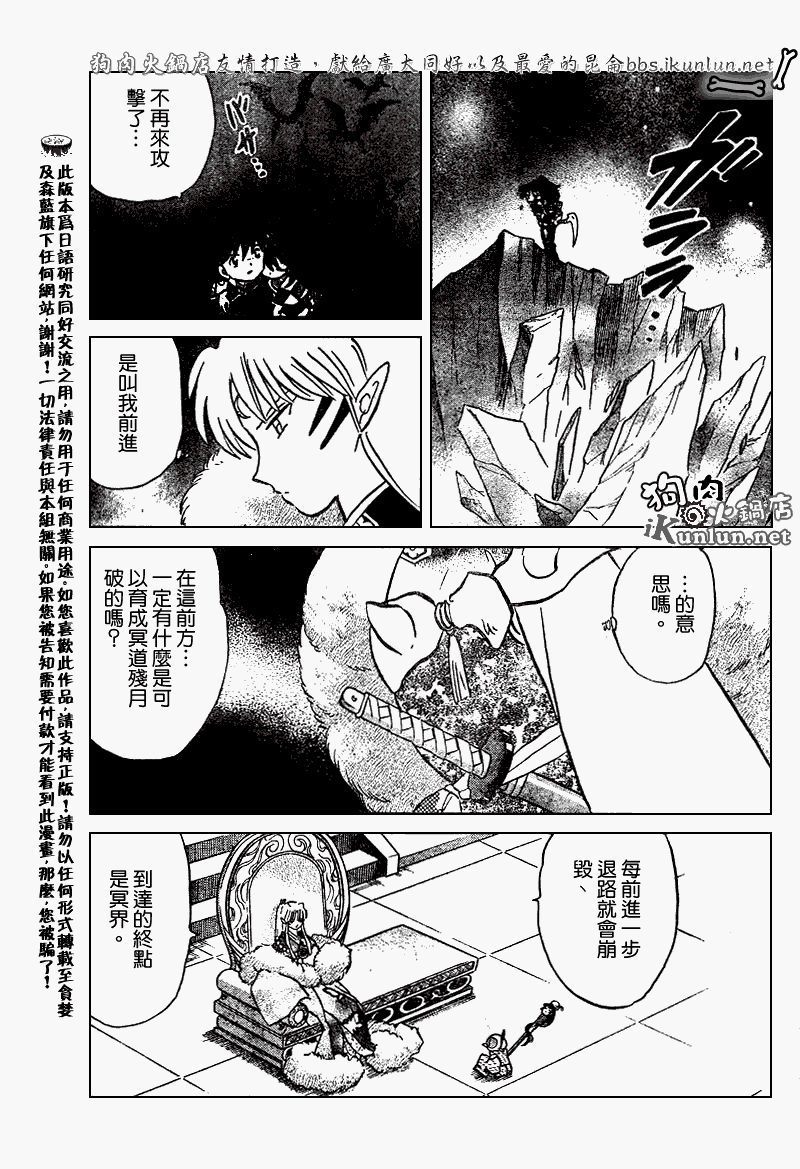 狗肉火鍋店友情打造，獻給廣大同好以及最愛的昆侖bbs.ikunlun.net
ガッ…
不再來攻
擊了…
バサ…
是叫我前進
狗肉
火鍋店
iKunlun.net
…的意
思嗎。
在這前方…
一定有什麼是可
以育成冥道殘月
破的嗎？
每前進一步
退路就會崩
毀、
到達的終點
是冥界。
此版本爲日語研究同好交流之用，請勿用于任何商業用途。如您喜歡此作品，請支持正版！請勿以任何形式轉載至貪婪
及森藍旗下任何網站，謝謝！一切法律責任與本組無關。如果您被告知需要付款才能看到此漫畫，那麼，您被騙了！